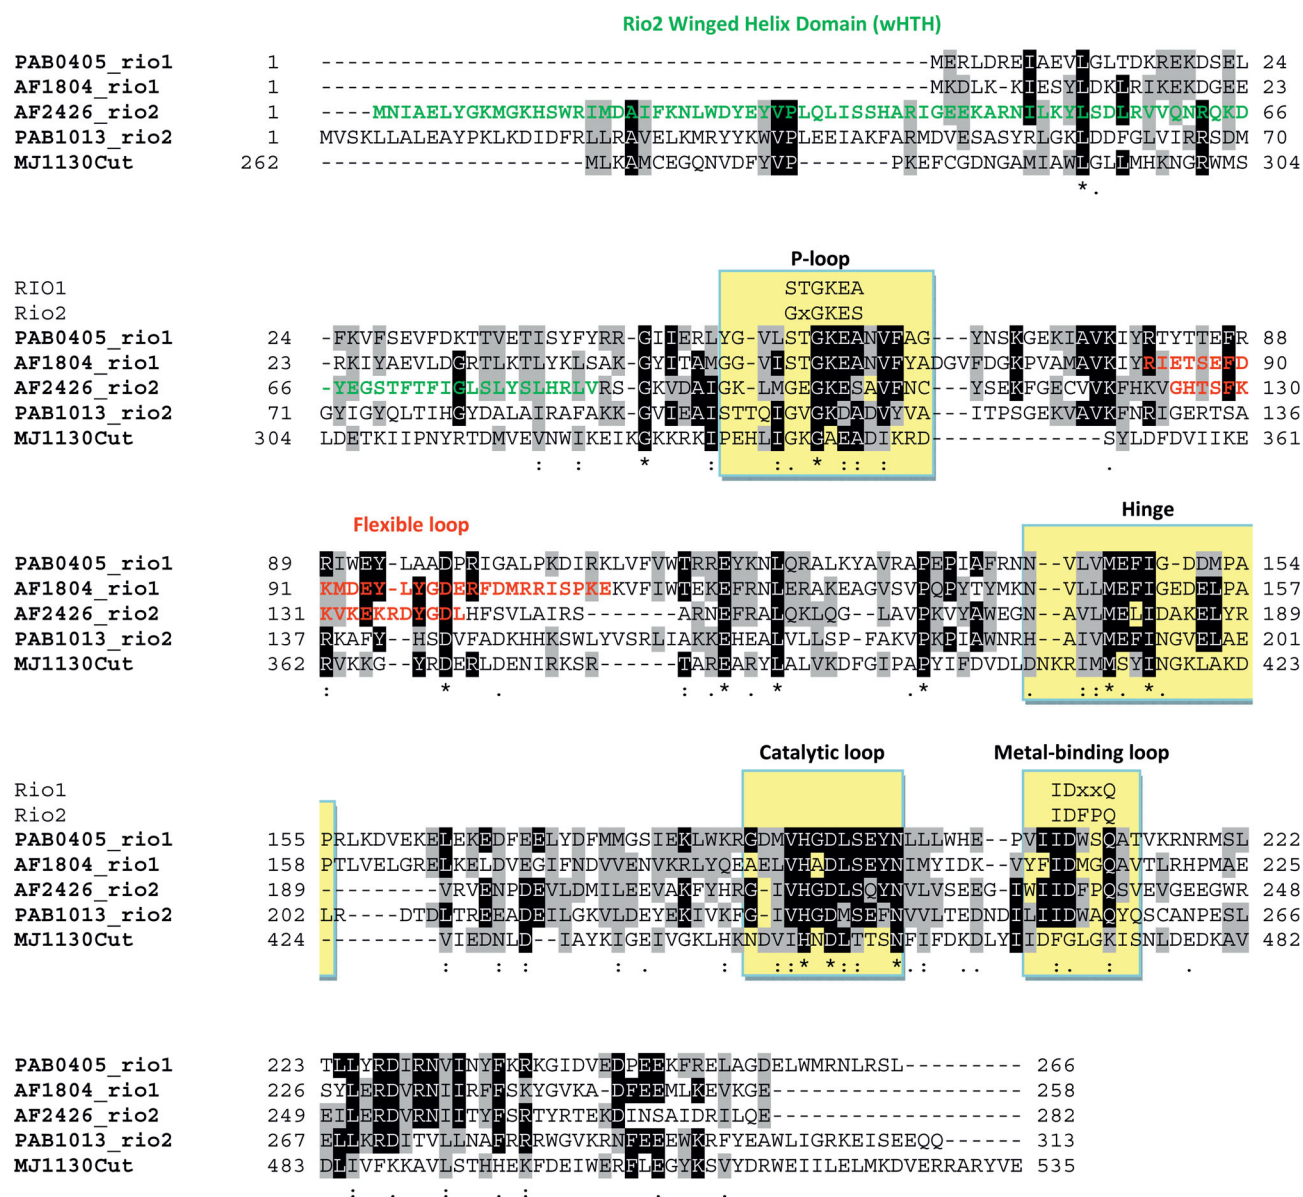 Rio2 Winged Helix Domain (wHTH)
PAB0405_rio1 1 ----------------------------------------------MERLDREIAEVLGLTDKREKDSEL 24
AF1804_rio1 1 ----------------------------------------------MKDLK-KIESYLDKLRIKEKDGEE 23
AF2426_rio2 1 ----MNIAELYGKMGKHSWRIMDAIFKNLWDYEYVPLQLISSHARIGEEKARNILKYLSDLRVVQNRQKD 66
PAB1013_rio2 1 MVSKLLALEAYPKLKDIDFRLLRAVELKMRYYKWVPLEEIAKFARMDVESASYRLGKLDDFGLVIRRSDM 70
MJ1130Cut 262 --------------------MLKAMCEGQNVDFYVP-------PKEFCGDNGAMIAWLGLLMHKNGRWMS 304
*.
P-loop
RIO1 STGKEA
Rio2 GxGKES
PAB0405_rio1 24 -FKVFSEVFDKTTVETISYFYRR-GIIERLYG-VLSTGKEANVFAG---YNSKGEKIAVKIYRTYTTEFR 88
AF1804_rio1 23 -RKIYAEVLDGRTLKTLYKLSAK-GYITAMGG-VISTGKEANVFYADGVFDGKPVAMAVKIYRIETSEFD 90
AF2426_rio2 66 -YEGSTFTFIGLSLYSLHRLVRS-GKVDAIGK-LMGEGKESAVFNC---YSEKFGECVVKFHKVGHTSFK 130
PAB1013_rio2 71 GYIGYQLTIHGYDALAIRAFAKK-GVIEAISTTQIGVGKDADVYVA---ITPSGEKVAVKFNRIGERTSA 136
MJ1130Cut 304 LDETKIIPNYRTDMVEVNWIKEIKGKKRKIPEHLIGKGAEADIKRD-------------SYLDFDVIIKE 361
: : * : :. * :: : .
Flexible loop
Hinge
PAB0405_rio1 89 RIWEY-LAADPRIGALPKDIRKLVFVWTRREYKNLQRALKYAVRAPEPIAFRNN--VLVMEFIG-DDMPA 154
AF1804_rio1 91 KMDEY-LYGDERFDMRRISPKEKVFIWTEKEFRNLERAKEAGVSVPQPYTYMKN--VLLMEFIGEDELPA 157
AF2426_rio2 131 KVKEKRDYGDLHFSVLAIRS------ARNEFRALQKLQG--LAVPKVYAWEGN--AVLMELIDAKELYR 189
PAB1013_rio2 137 RKAFY--HSDVFADKHHKSWLYVSRLIAKKEHEALVLLSP-FAKVPKPIAWNRH--AIVMEFINGVELAE 201
MJ1130Cut 362 RVKKG--YRDERLDENIRKSR------TAREARYLALVKDFGIPAPYIFDVDLDNKRIMMSYINGKLAKD 423
: * . : .* * .* . ::*. *.
Catalytic loop Metal-binding loop
Rio1 IDxxQ
Rio2 IDFPQ
PAB0405_rio1 155 PRLKDVEKELEKEDFEELYDFMMGSIEKLWKRGDMVHGDLSEYNLLLWHE--PVIIDWSQATVKRNRMSL 222
AF1804_rio1 158 PTLVELGRELKELDVEGIFNDVVENVKRLYQEAELVHADLSEYNIMYIDK--VYFIDMGQAVTLRHPMAE 225
AF2426_rio2 189 ---------VRVENPDEVLDMILEEVAKFYHRG-IVHGDLSQYNVLVSEEG-IWIIDFPQSVEVGEEGWR 248
PAB1013_rio2 202 LR----DTDLTREEADEILGKVLDEYEKIVKFG-IVHGDMSEFNVVLTEDNDILIIDWAQYQSCANPESL 266
MJ1130Cut 424 ---------VIEDNLD--IAYKIGEIVGKLHKNDVIHNDLTTSNFIFDKDLYIIDFGLGKISNLDEDKAV 482
: : : : . : ::* *:: *. . . :. : .
PAB0405_rio1 223 TLLYRDIRNVINYFKRKGIDVEDPEEKFRELAGDELWMRNLRSL--------- 266
AF1804_rio1 226 SYLERDVRNIIRFFSKYGVKA-DFEEMLKEVKGE------------------- 258
AF2426_rio2 249 EILERDVRNIITYFSRTYRTEKDINSAIDRILQE------------------- 282
PAB1013_rio2 267 ELLKRDITVLLNAFRRRWGVKRNFEEEWKRFYEAWLIGRKEISEEQQ------ 313
MJ1130Cut 483 DLIVFKKAVLSTHHEKFDEIWERFLEGYKSVYDRWEIILELMKDVERRARYVE 535
: . : . : . .